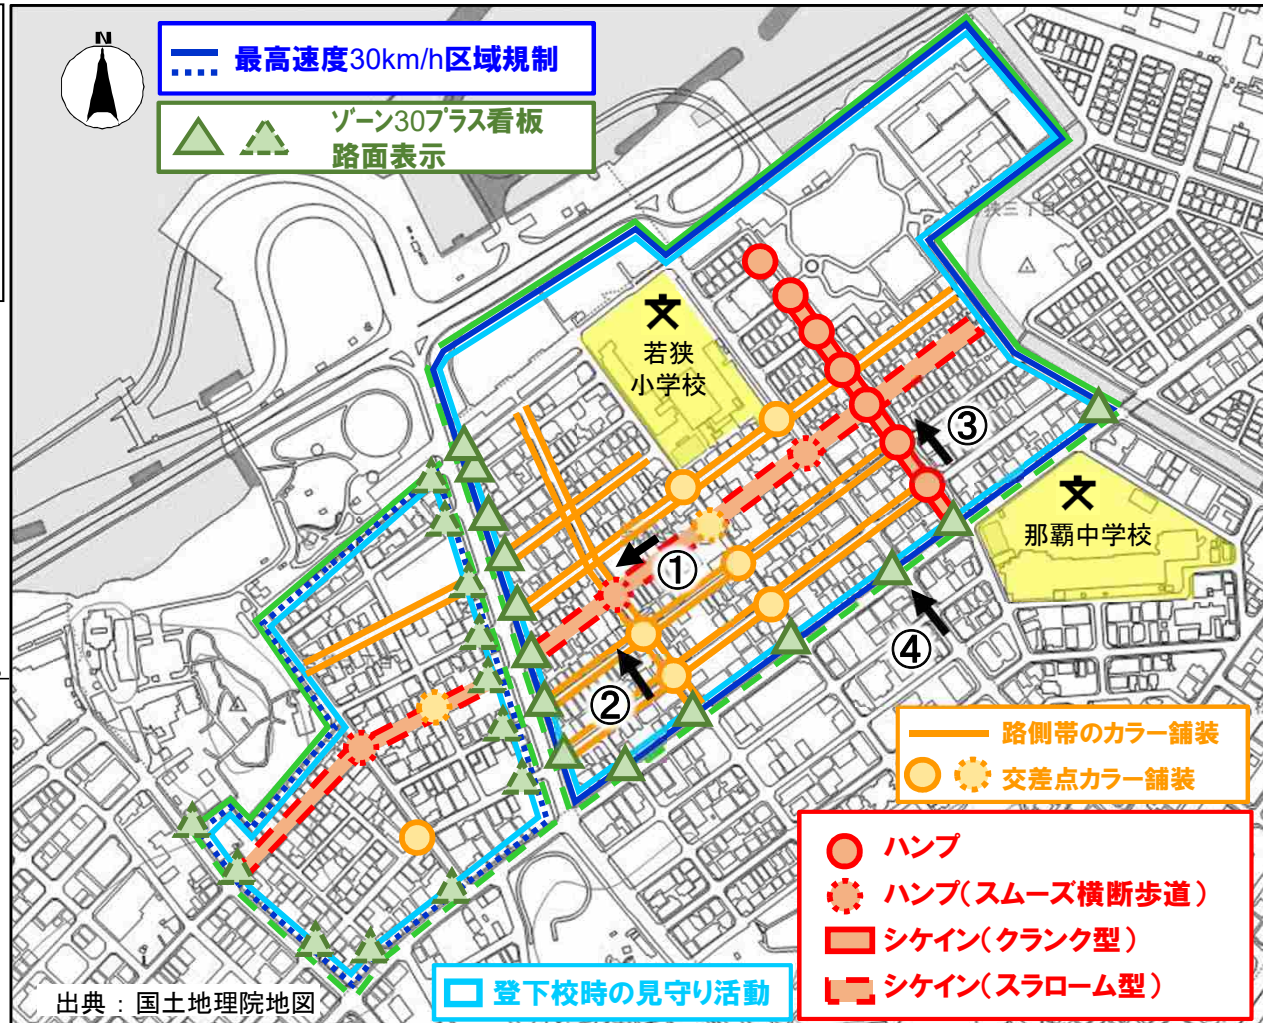 N
最高速度30km/h区域規制
ゾーン30プラス看板
路面表示
若狭
小学校
③
那覇中学校
①
④
②
路側帯のカラー舗装
交差点カラー舗装
ハンプ
ハンプ(スムーズ横断歩道)
シケイン(クランク型)
シケイン(スラローム型)
登下校時の見守り活動
出典：国土地理院地図